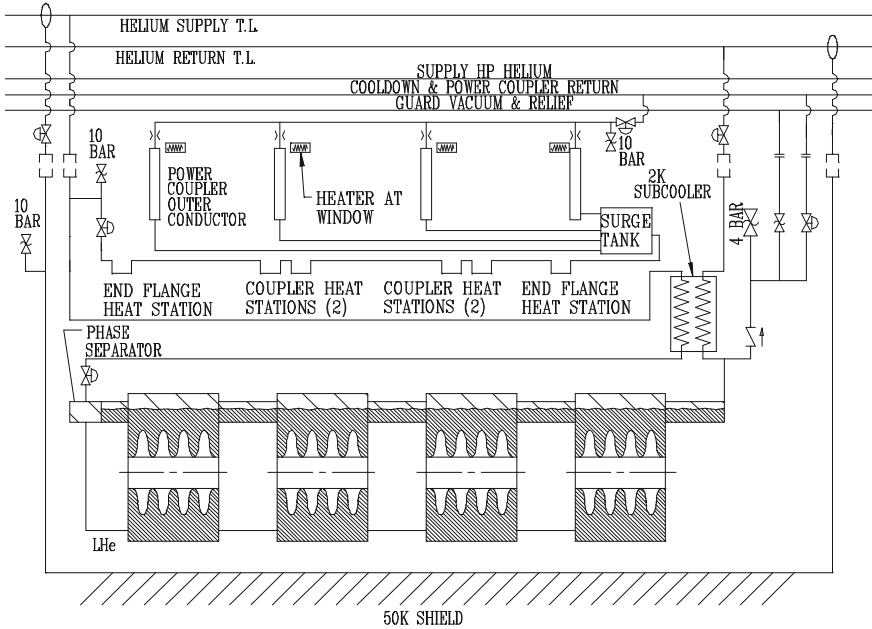 HELIUM SUPPLY T.L.
HELIUM RETURN T.L.
SUPPLY HP HELIUM
COOLDOWN & POWER COUPLER RETURN
GUARD VACUUM & RELIEF
10
BAR
10
BAR
10
BAR
POWER
COUPLER
OUTER
CONDUCTOR
HEATER AT
WINDOW
2K
SUBCOOLER
4 BAR
SURGE
TANK
END FLANGE
HEAT STATION
COUPLER HEAT
STATIONS (2)
COUPLER HEAT
STATIONS (2)
END FLANGE
HEAT STATION
PHASE
SEPARATOR
LHe
50K SHIELD